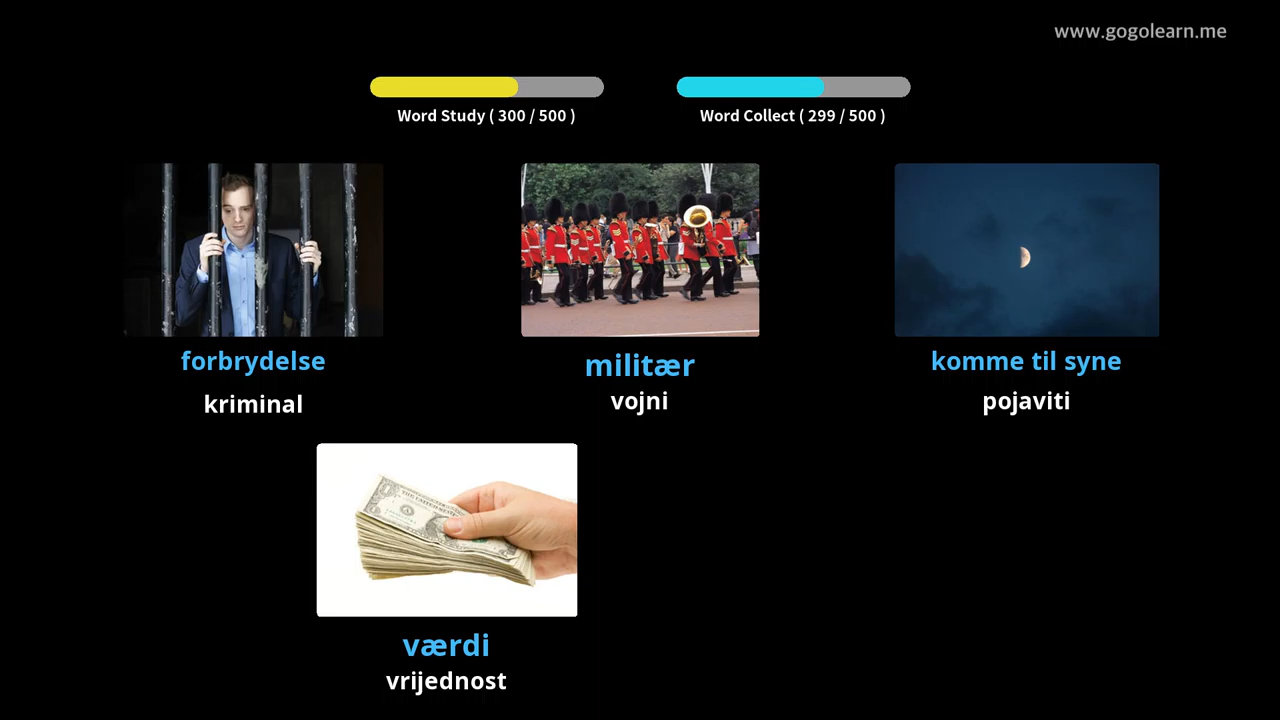 www.gogolearn.me
Word Study ( 300 / 500 )
Word Collect ( 299 / 500 )
forbrydelse
kriminal
militær
vojni
komme til syne
pojaviti
værdi
vrijednost